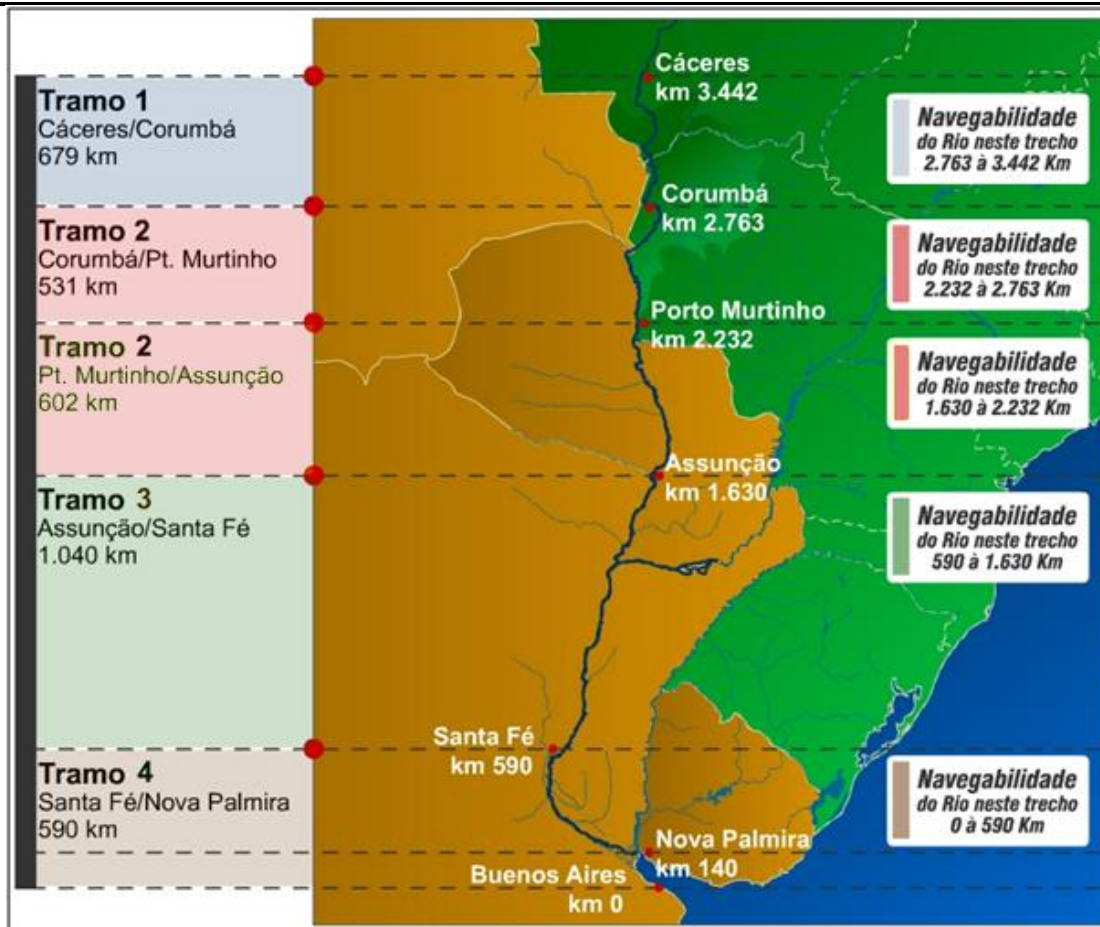 Tramo 1
Cáceres/Corumbá
679 km
Tramo 2
Corumbá/Pt. Murtinho
531 km
Tramo 2
Pt. Murtinho/Assunção
602 km
Tramo 3
Assunção/Santa Fé
1.040 km
Tramo 4
Santa Fé/Nova Palmira
590 km
Cáceres
km 3.442
Corumbá
km 2.763
Porto Murtinho
km 2.232
Assunção
km 1.630
Santa Fé
km 590
Nova Palmira
km 140
Buenos Aires
km 0
Navegabilidade
do Rio neste trecho
2.763 à 3.442 Km
Navegabilidade
do Rio neste trecho
2.232 à 2.763 Km
Navegabilidade
do Rio neste trecho
1.630 à 2.232 Km
Navegabilidade
do Rio neste trecho
590 à 1.630 Km
Navegabilidade
do Rio neste trecho
0 à 590 Km